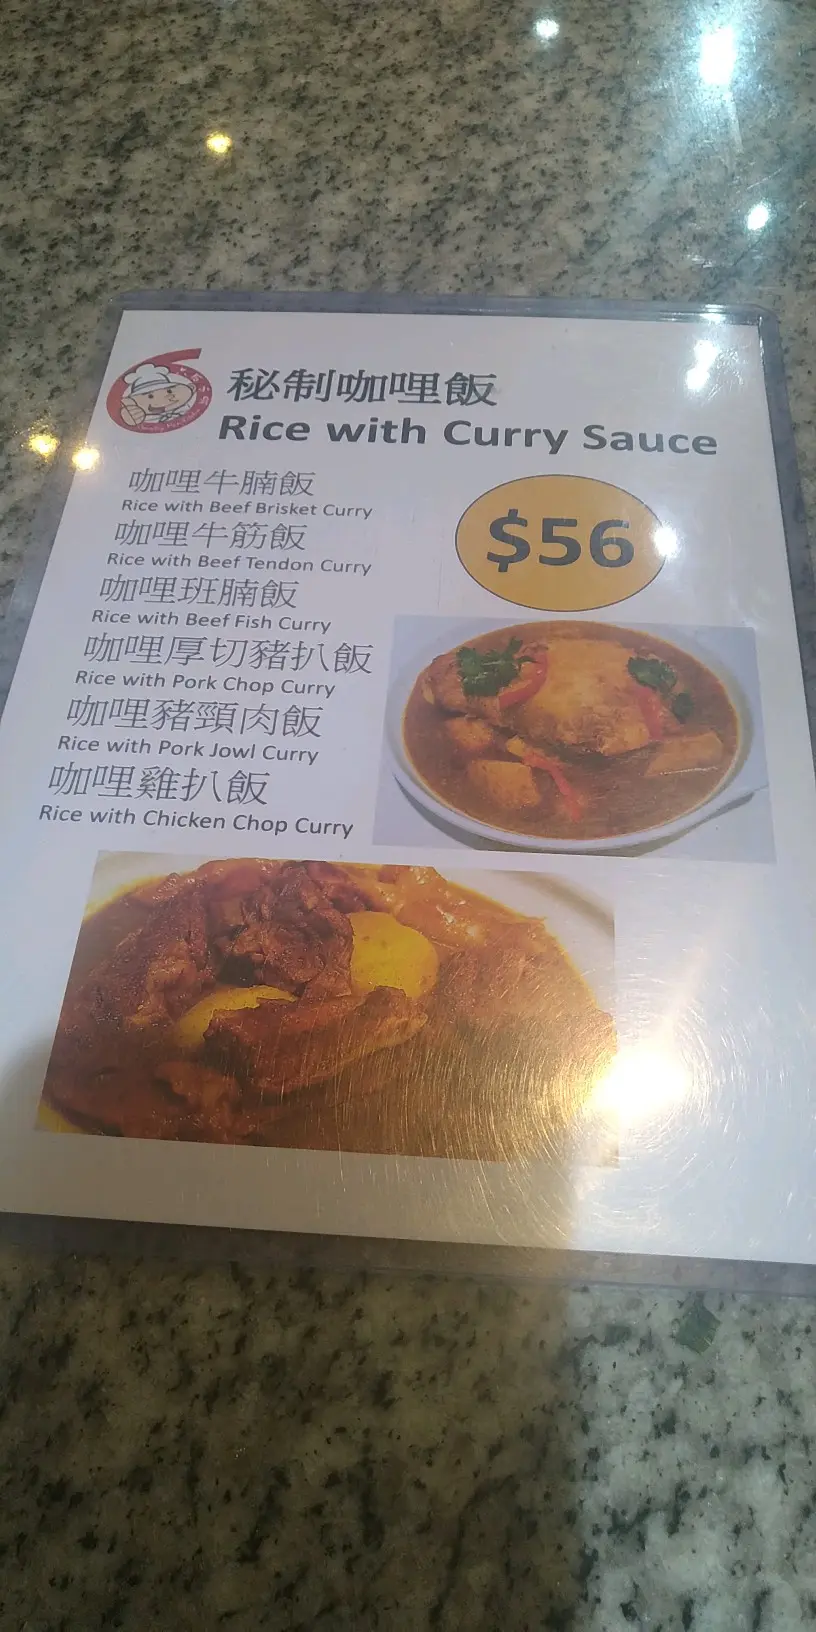 秘制咖哩飯
Rice with Curry Sauce
咖哩牛腩飯
Rice with Beef Brisket Curry
$56
咖哩牛筋飯
Rice with Beef Tendon Curry
咖哩班腩飯
Rice with Beef Fish Curry
咖哩厚切豬扒飯
Rice with Pork Chop Curry
咖哩豬頸肉飯
Rice with Pork Jowl Curry
咖哩雞扒飯
Rice with Chicken Chop Curry